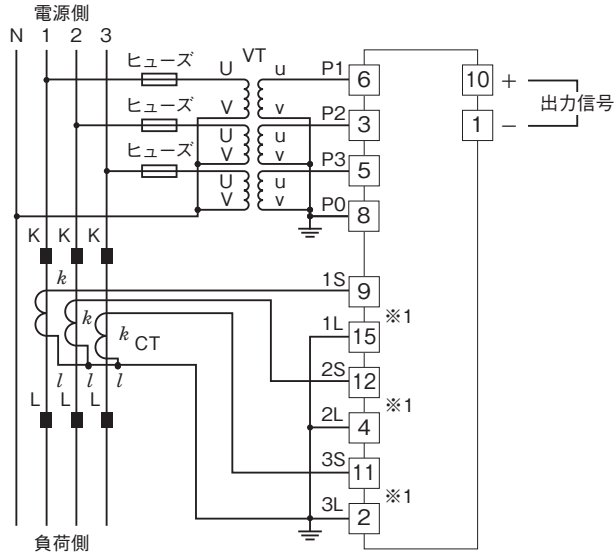 電源側
N 1 2 3
ヒューズ
VT
U u P1 6 10 +
出力信号
V v
ヒューズ
P2 3 1 −
U u
V v
ヒューズ
P3 5
U u
V v
P0 8
K K K
k
1S 9
※1
k
1L 15
k CT
2S 12
l l l
※1
L L L
2L 4
3S 11
※1
3L 2
負荷側